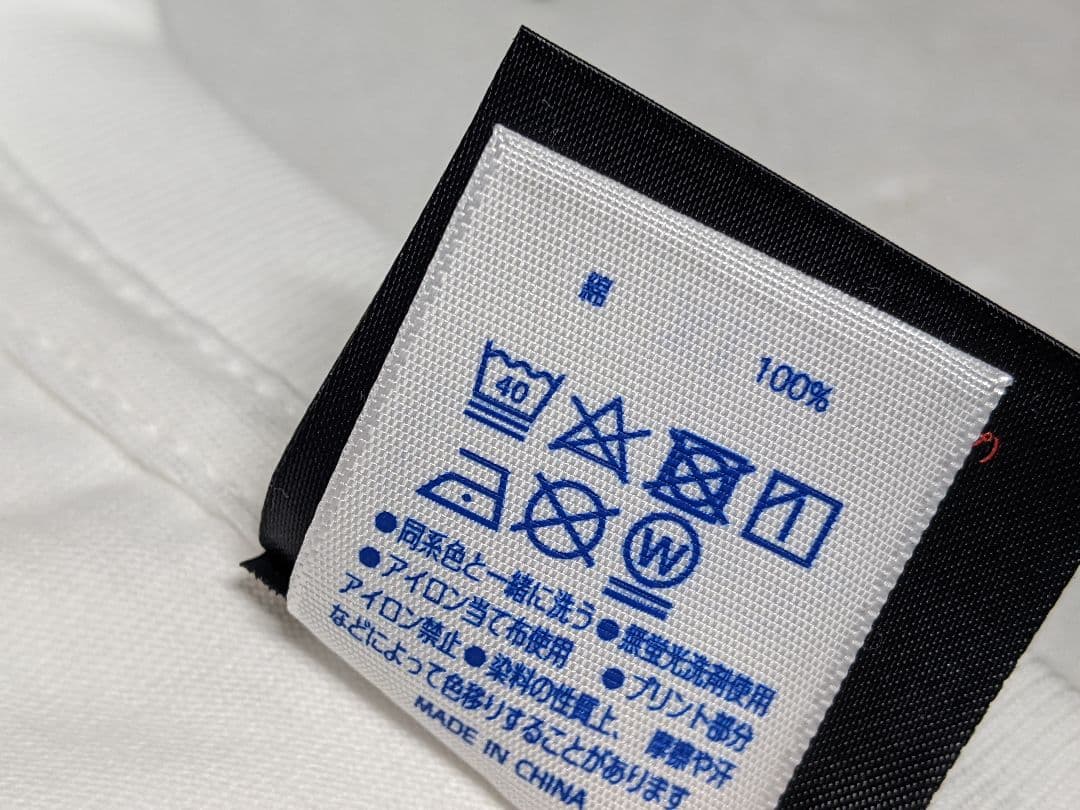 綿 100%
40
W
●同系色と一緒に洗う●無蛍光洗剤使用
●アイロン当て布使用 ●プリント部分
アイロン禁止●染料の性質上、摩擦や汗
などによって色移りすることがあります
MADE IN CHINA